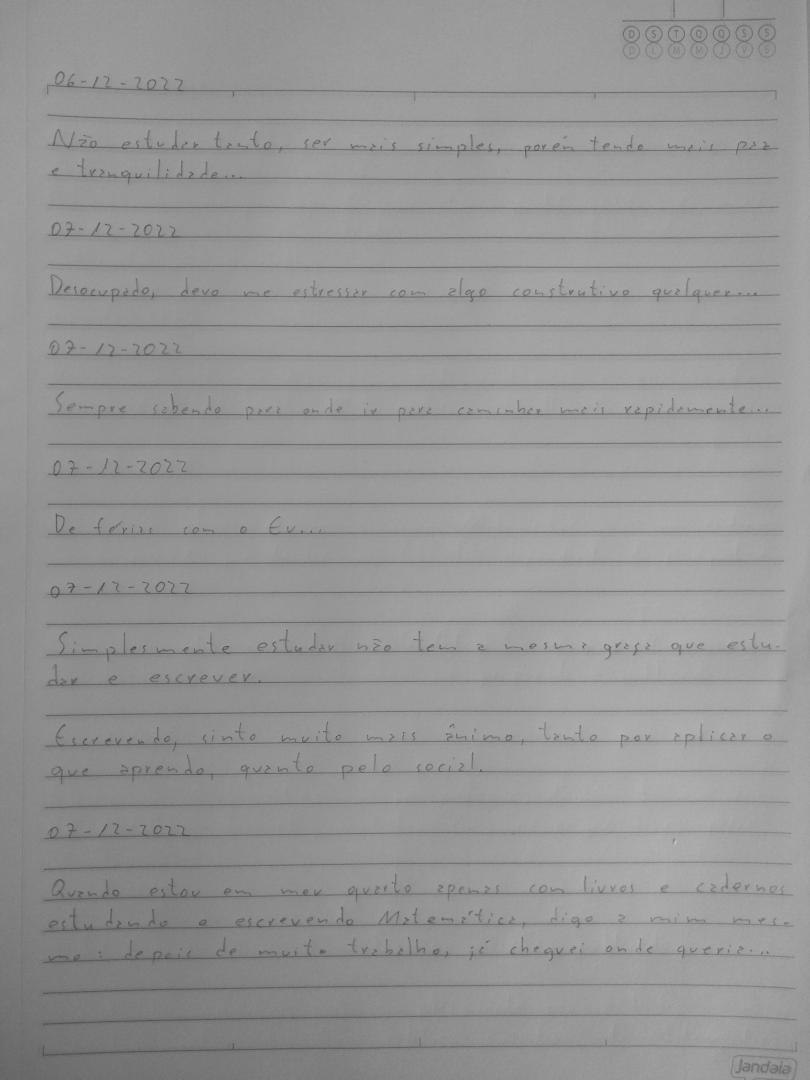 D S T Q Q S S
D L M M J V S
06-12-2022
Não estudar tanto, ser mais simples, porém tendo mais paz
e tranquilidade...
07-12-2022
Desocupado, devo me estressar com algo construtivo qualquer...
07-12-2022
Sempre sabendo para onde ir para caminhar mais rapidamente...
07-12-2022
De férias com o Eu...
07-12-2022
Simplesmente estudar não tem a mesma graça que estu-
dar e escrever.
Escrevendo, sinto muito mais ânimo, tanto por aplicar o
que aprendo, quanto pelo social.
07-12-2022
Quando estou em meu quarto apenas com livros e cadernos
estudando e escrevendo Matemática, digo a mim mes-
mo: depois de muito trabalho, já cheguei onde queria...
Jandaia